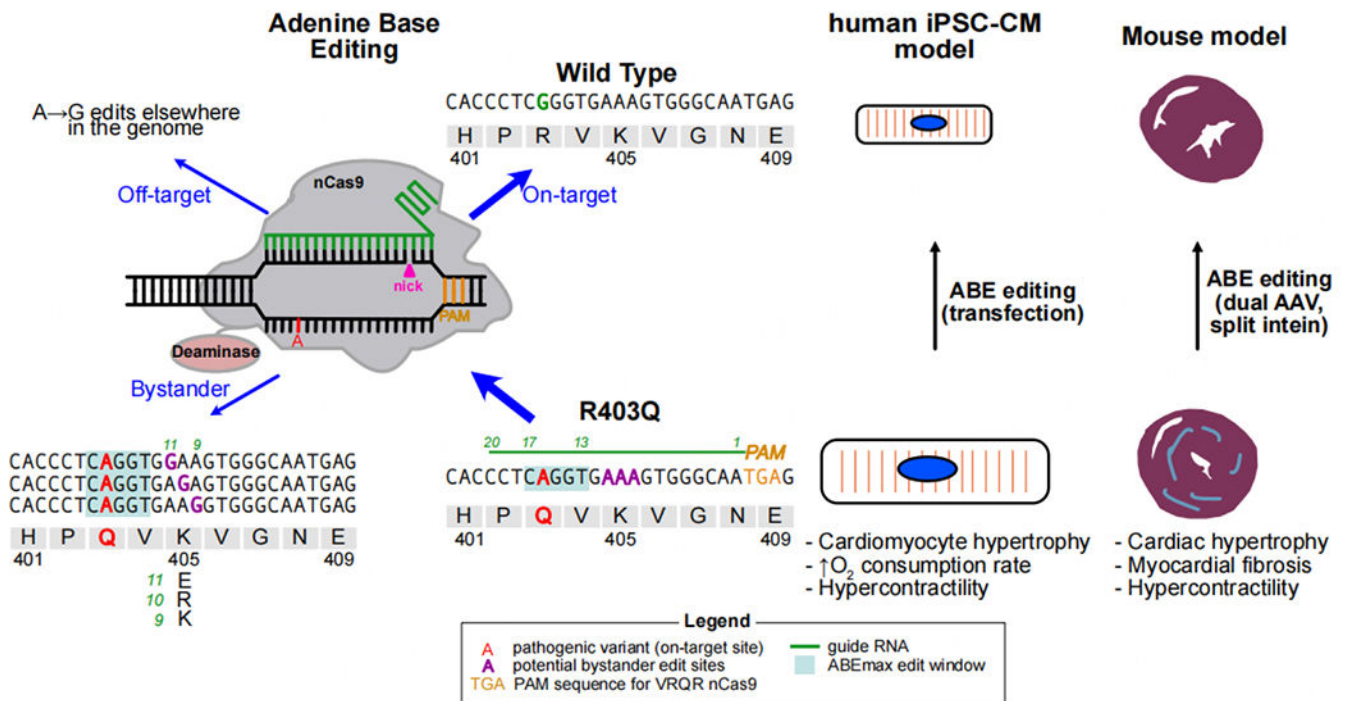 Adenine Base
Editing
A→G edits elsewhere
in the genome
Off-target
nCas9
nick
PAM
A
Deaminase
Bystander
Wild Type
CACCCTCGGGTGAAAGTGGGCAATGAG
H P R V K V G N E
401 405 409
On-target
R403Q
20 17 13 1 PAM
CACCCTCAGGTGAAAGTGGGCAATGAG
H P Q V K V G N E
401 405 409
11 9
CACCCTCAGGTGGAAGTGGGCAATGAG
CACCCTCAGGTGAGAGTGGGCAATGAG
CACCCTCAGGTGAAGGTGGGCAATGAG
H P Q V K V G N E
401 405 409
11 E
10 R
9 K
human iPSC-CM
model
ABE editing
(transfection)
- Cardiomyocyte hypertrophy
- ↑O₂ consumption rate
- Hypercontractility
Mouse model
ABE editing
(dual AAV,
split intein)
- Cardiac hypertrophy
- Myocardial fibrosis
- Hypercontractility
Legend
A pathogenic variant (on-target site)
A potential bystander edit sites
TGA PAM sequence for VRQR nCas9
guide RNA
ABEmax edit window